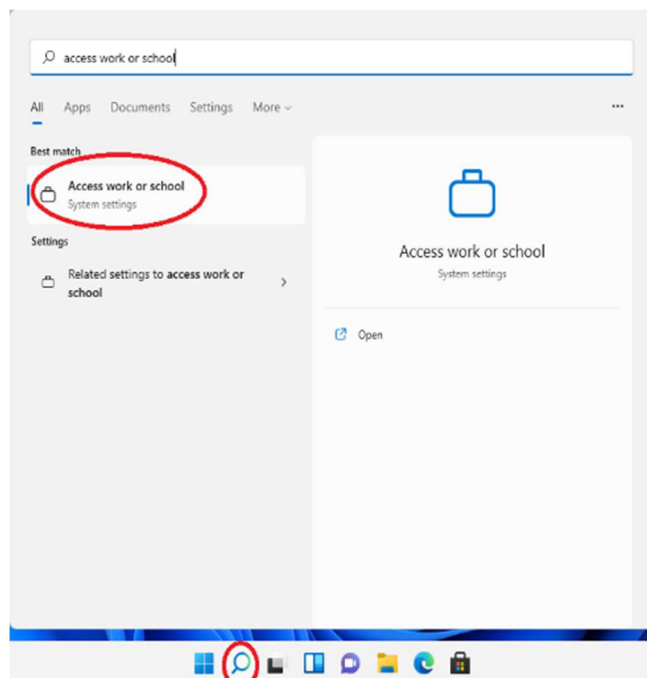 access work or school
All Apps Documents Settings More
Best match
Access work or school
System settings
Settings
Related settings to access work or
school
Access work or school
System settings
Open